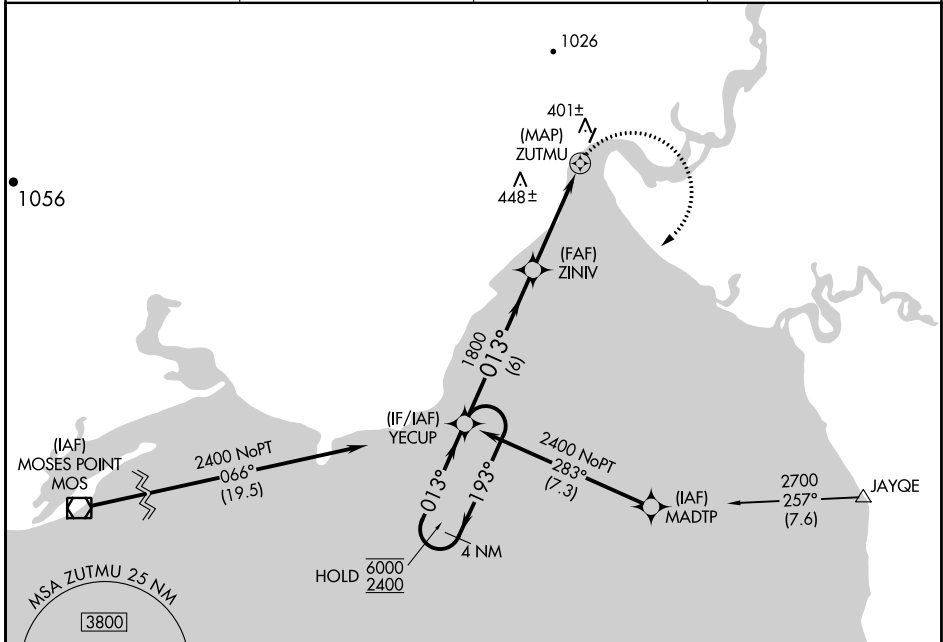 1026
401±
(MAP)
ZUTMU
448±
1056
(FAF)
ZINIV
1800
013°
(6)
(IF/IAF)
YECUP
(IAF)
MOSES POINT
MOS
2400 NoPT
066°
(19.5)
2400 NoPT
283°
(7.3)
(IAF)
MADTP
2700
257°
(7.6)
JAYQE
013°
193°
4 NM
HOLD
6000
2400
MSA ZUTMU 25 NM
3800